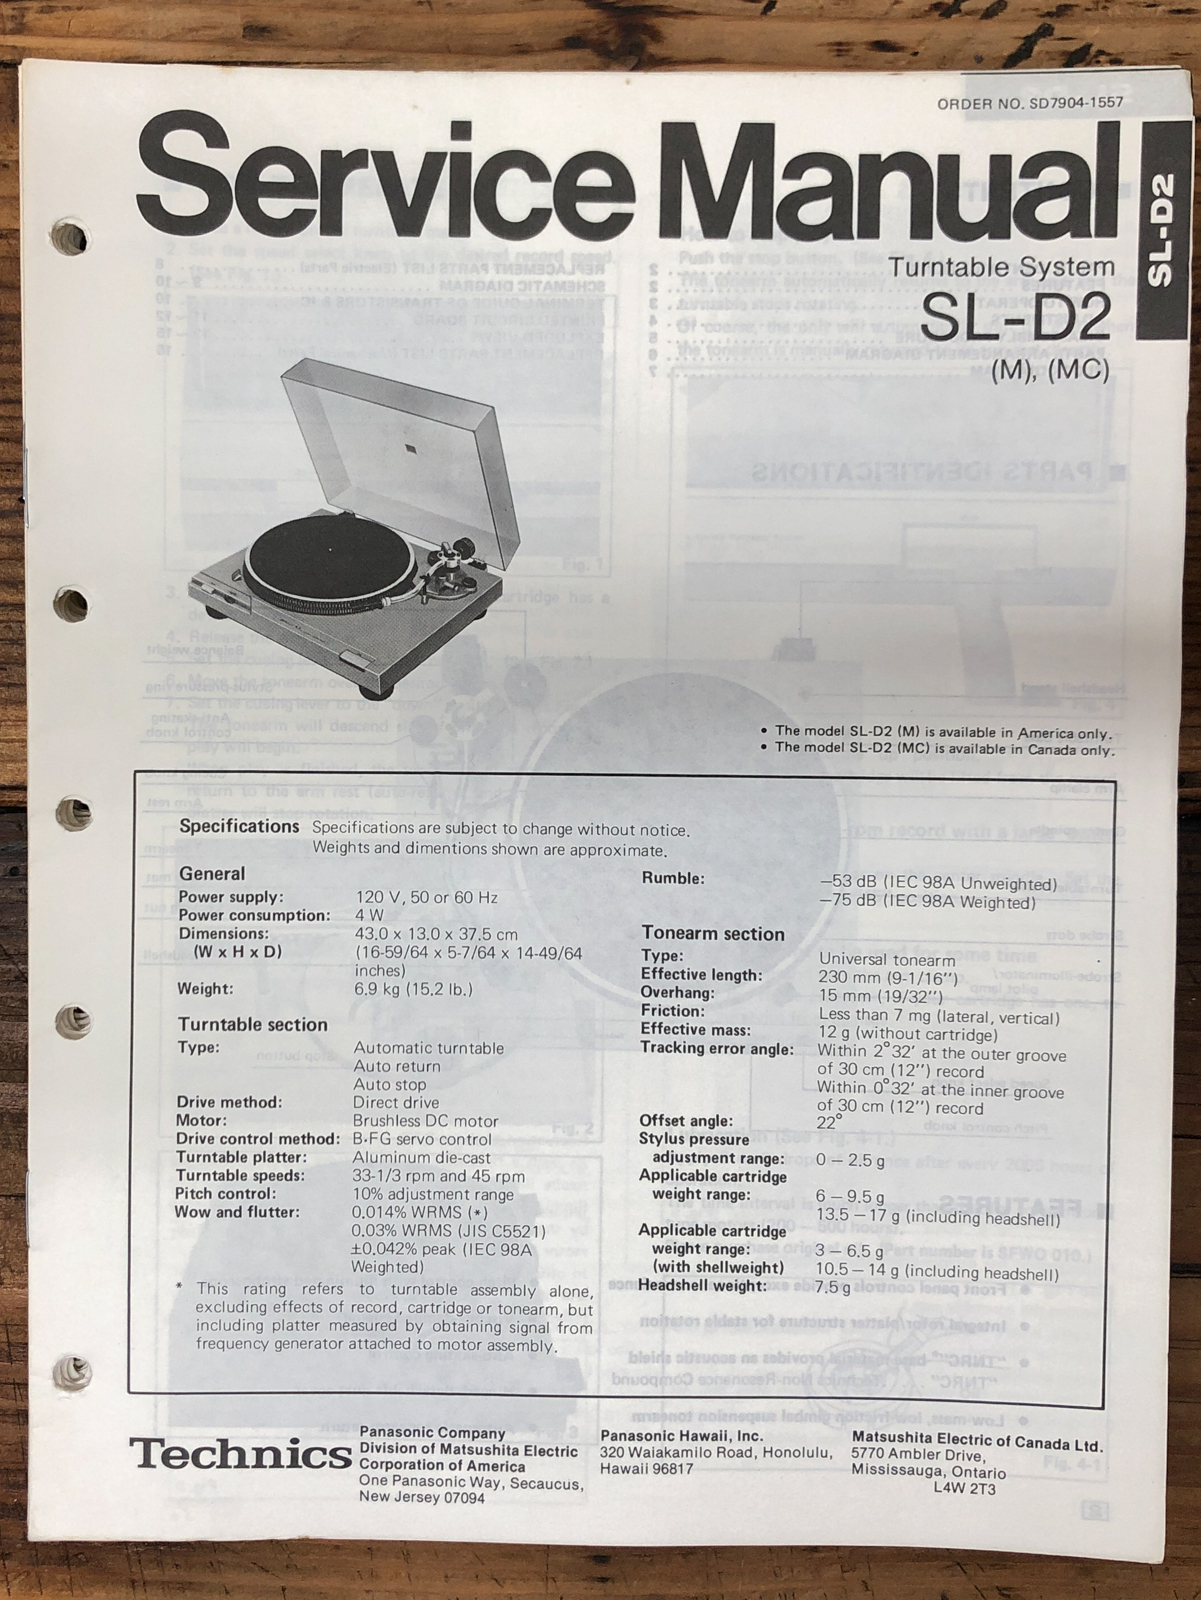 ORDER NO. SD7904-1557
Service Manual
SL-D2
Turntable System
SL-D2
(M), (MC)
• The model SL-D2 (M) is available in America only.
• The model SL-D2 (MC) is available in Canada only.
Specifications Specifications are subject to change without notice.
Weights and dimentions shown are approximate.
General
Power supply: 120 V, 50 or 60 Hz
Power consumption: 4 W
Dimensions: 43.0 x 13.0 x 37.5 cm
(W x H x D) (16-59/64 x 5-7/64 x 14-49/64
inches)
Weight: 6.9 kg (15.2 lb.)
Turntable section
Type: Automatic turntable
Auto return
Auto stop
Drive method: Direct drive
Motor: Brushless DC motor
Drive control method: B·FG servo control
Turntable platter: Aluminum die-cast
Turntable speeds: 33-1/3 rpm and 45 rpm
Pitch control: 10% adjustment range
Wow and flutter: 0.014% WRMS (*)
0.03% WRMS (JIS C5521)
±0.042% peak (IEC 98A
Weighted)
* This rating refers to turntable assembly alone,
excluding effects of record, cartridge or tonearm, but
including platter measured by obtaining signal from
frequency generator attached to motor assembly.
Rumble: −53 dB (IEC 98A Unweighted)
−75 dB (IEC 98A Weighted)
Tonearm section
Type: Universal tonearm
Effective length: 230 mm (9-1/16'')
Overhang: 15 mm (19/32'')
Friction: Less than 7 mg (lateral, vertical)
Effective mass: 12 g (without cartridge)
Tracking error angle: Within 2°32' at the outer groove
of 30 cm (12'') record
Within 0°32' at the inner groove
of 30 cm (12'') record
Offset angle: 22°
Stylus pressure
adjustment range: 0 – 2.5 g
Applicable cartridge
weight range: 6 – 9.5 g
13.5 – 17 g (including headshell)
Applicable cartridge
weight range: 3 – 6.5 g
(with shellweight) 10.5 – 14 g (including headshell)
Headshell weight: 7.5 g
Technics
Panasonic Company
Division of Matsushita Electric
Corporation of America
One Panasonic Way, Secaucus,
New Jersey 07094
Panasonic Hawaii, Inc.
320 Waiakamilo Road, Honolulu,
Hawaii 96817
Matsushita Electric of Canada Ltd.
5770 Ambler Drive,
Mississauga, Ontario
L4W 2T3